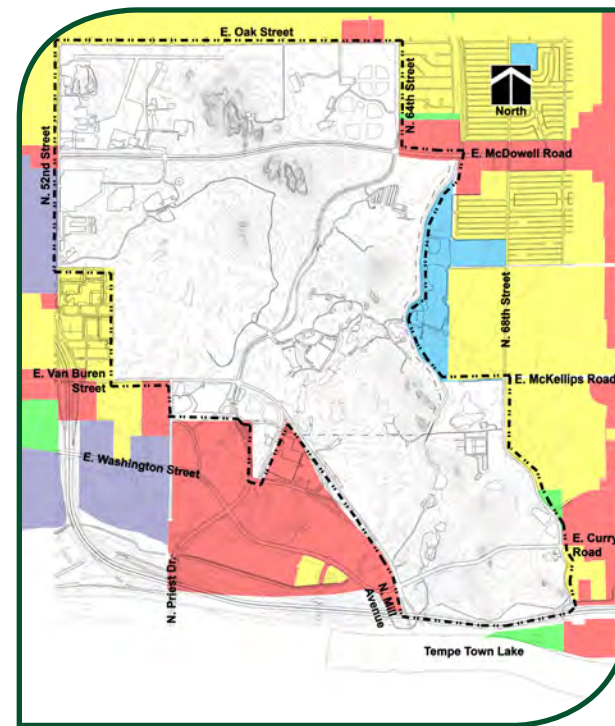 E. Oak Street
N. 64th Street
North
N. 52nd Street
E. McDowell Road
N. 68th Street
E. Van Buren
Street
E. McKellips Road
E. Washington Street
E. Curry
Road
N. Priest Dr.
N. Mill
Avenue
Tempe Town Lake